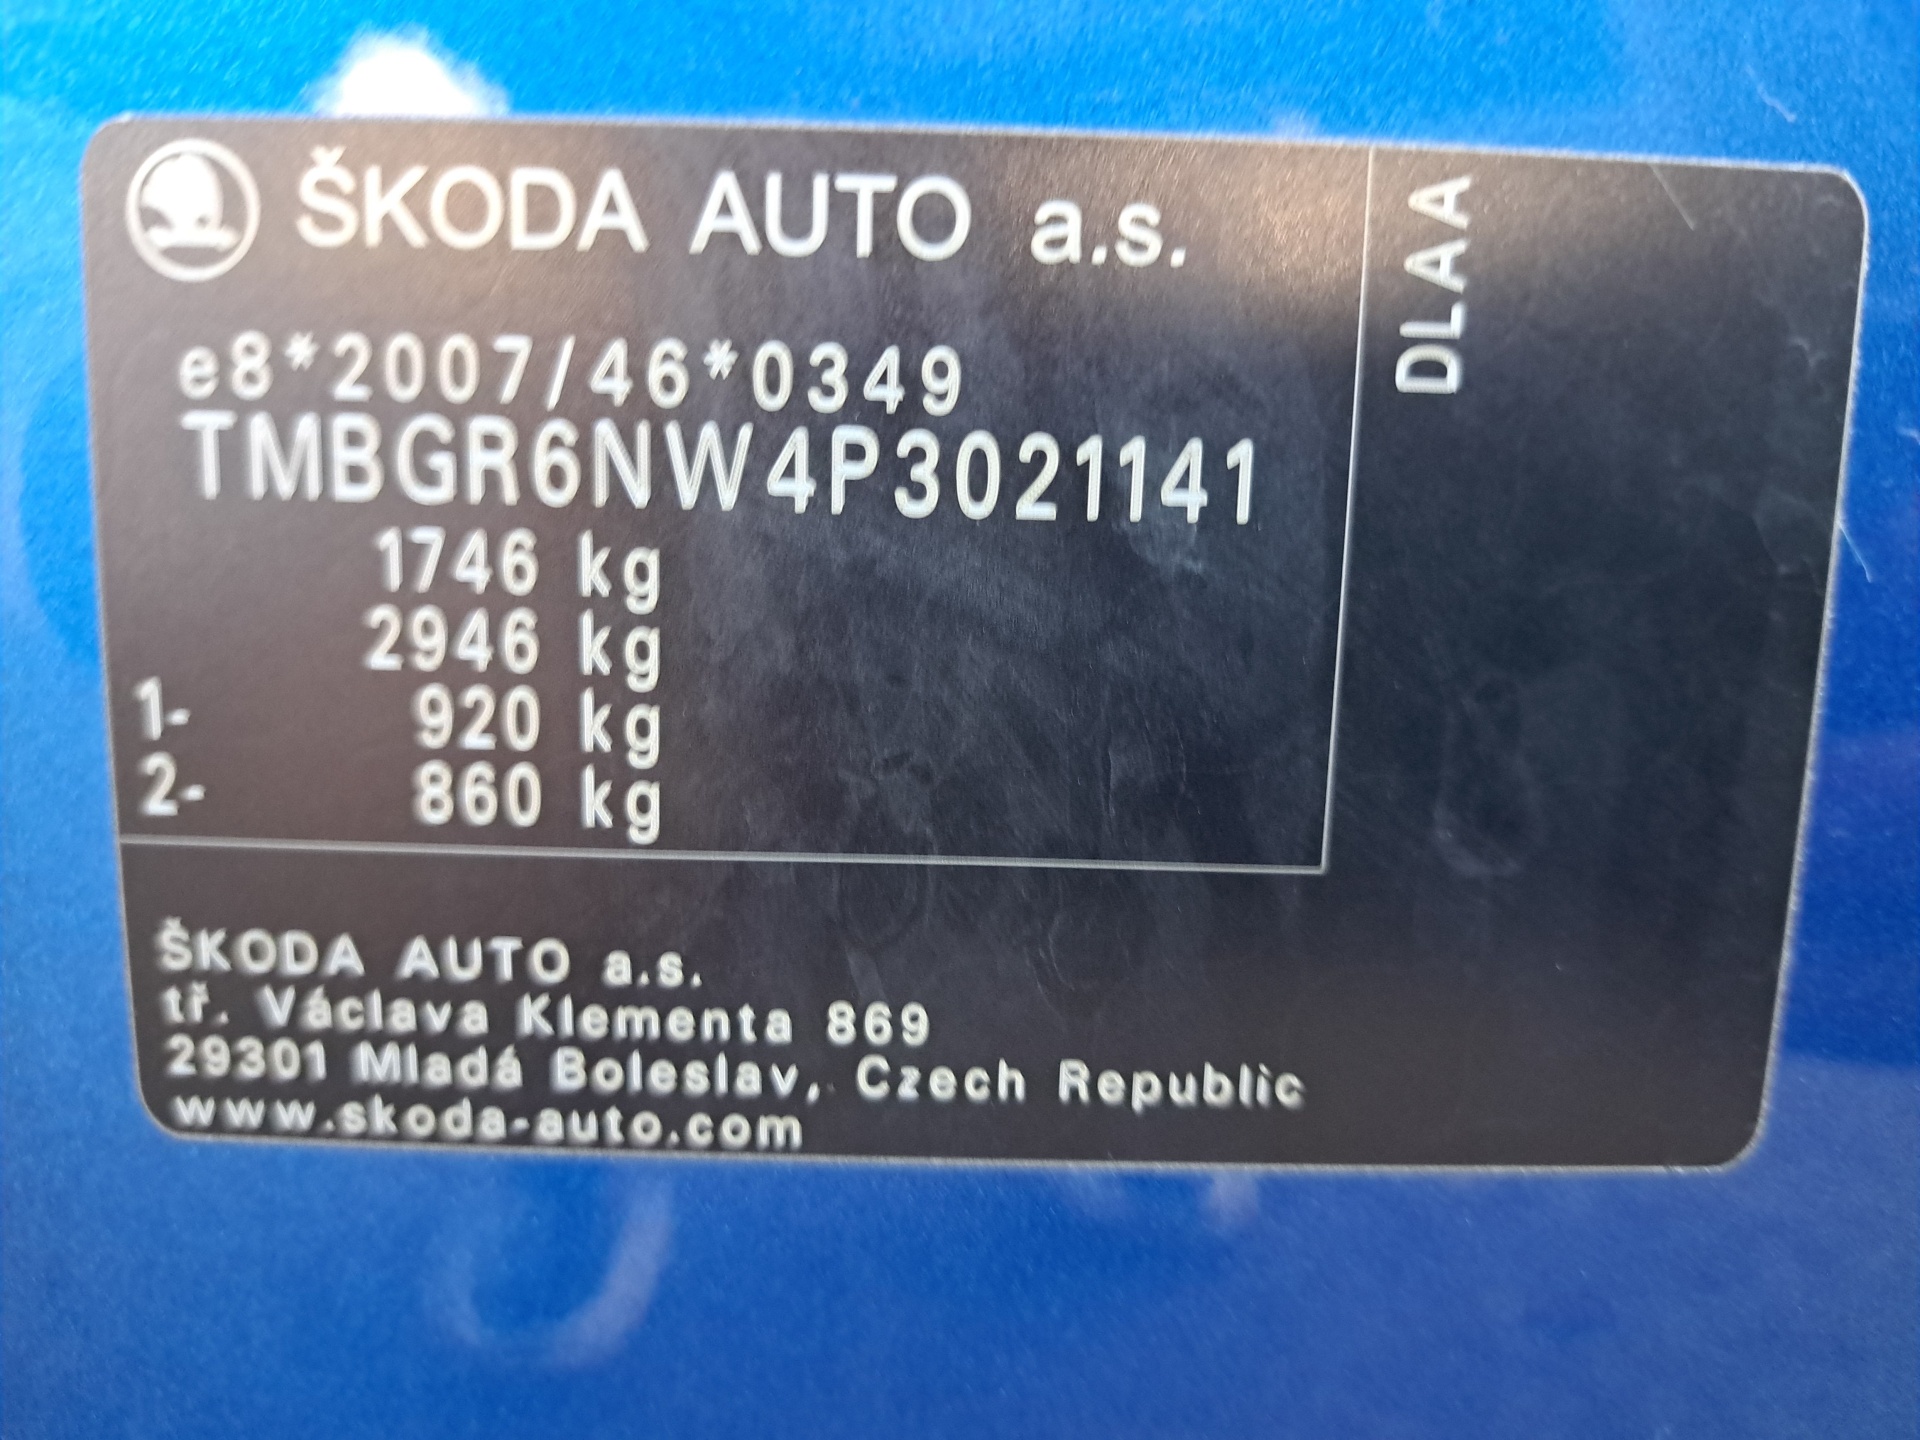 ŠKODA AUTO a.s.
DLAA
e8*2007/46*0349
TMBGR6NW4P3021141
1746 kg
2946 kg
1- 920 kg
2- 860 kg
ŠKODA AUTO a.s.
tř. Václava Klementa 869
29301 Mladá Boleslav, Czech Republic
www.skoda-auto.com